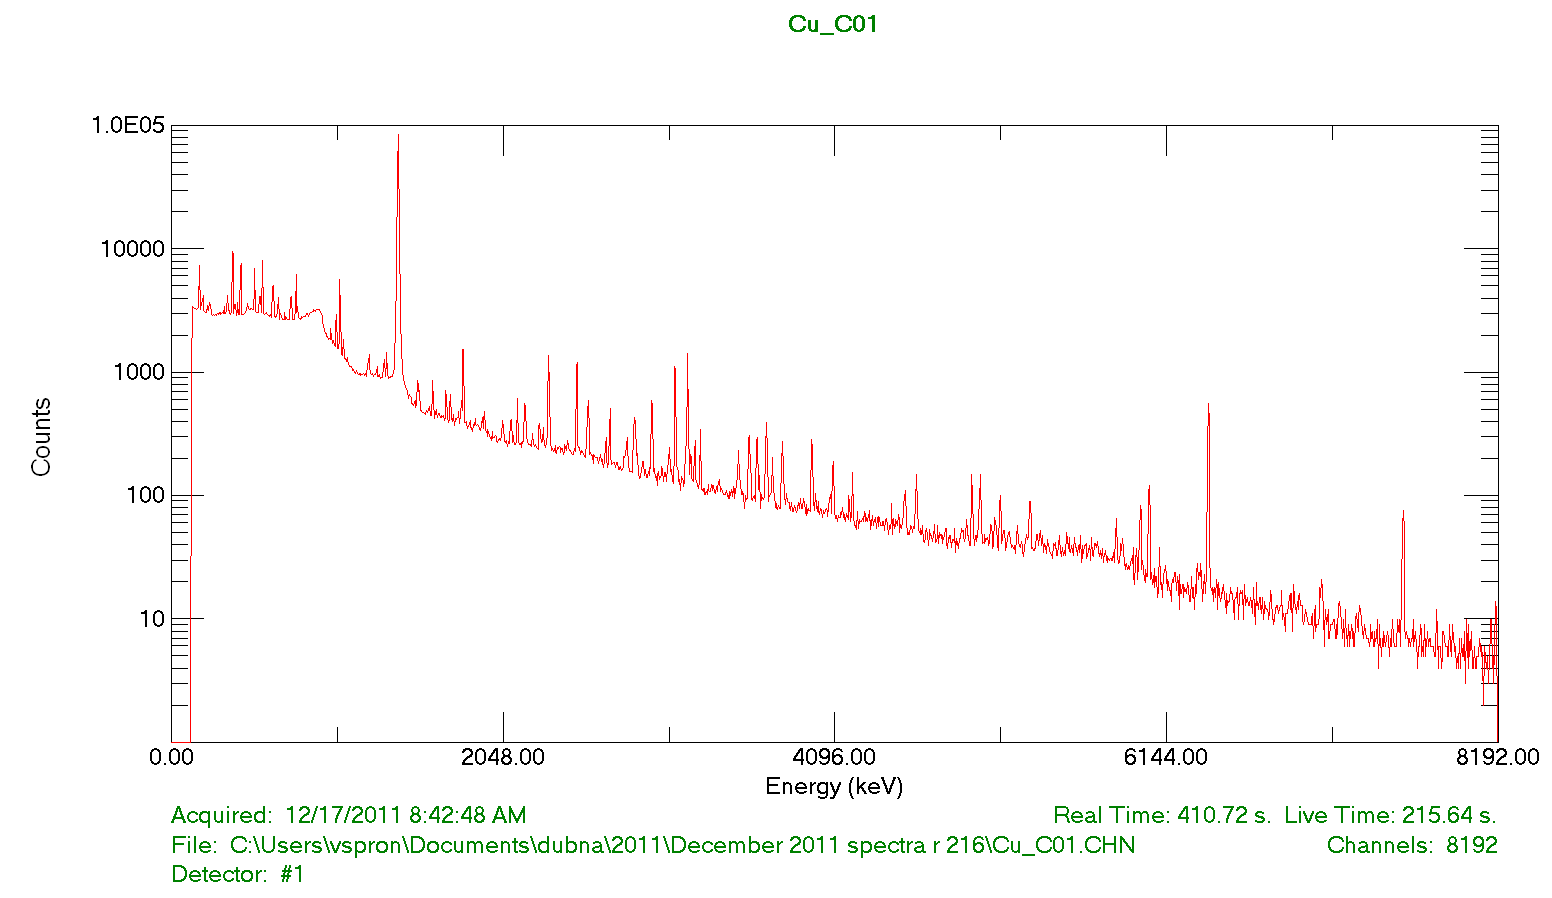 Cu_C01
1.0E05
10000
1000
100
10
Counts
0.00 2048.00 4096.00 6144.00 8192.00
Energy (keV)
Acquired: 12/17/2011 8:42:48 AM Real Time: 410.72 s. Live Time: 215.64 s.
File: C:\Users\vspron\Documents\dubna\2011\December 2011 spectra r 216\Cu_C01.CHN Channels: 8192
Detector: #1